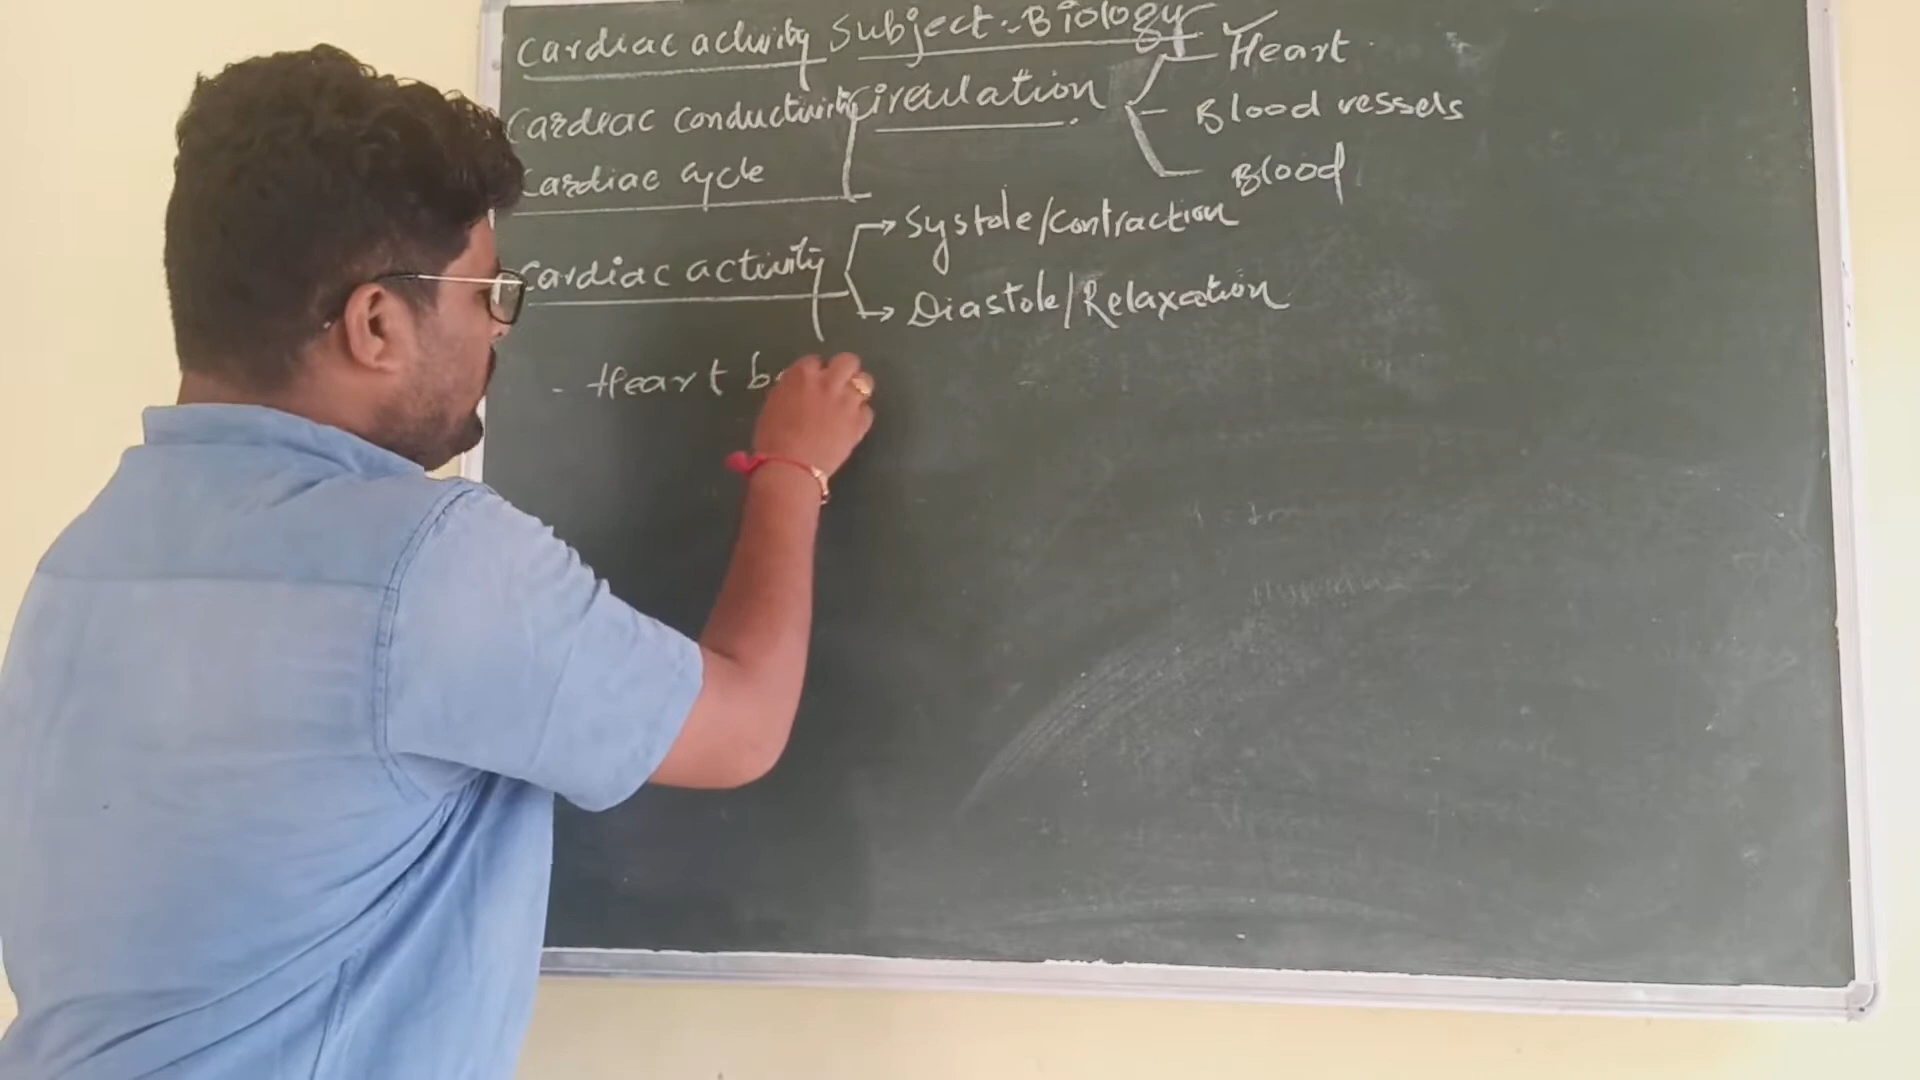 Cardiac activity Subject:-Biology
Heart
Cardiac conductivity Circulation
Blood vessels
Cardiac cycle
Blood
Systole/Contraction
Cardiac activity
Diastole/Relaxation
- Heart b